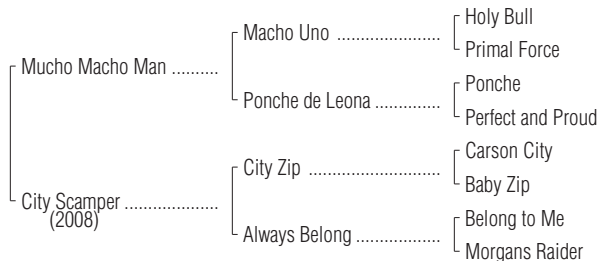 Holy Bull
Macho Uno ......................
Primal Force
Mucho Macho Man ..........
Ponche
Ponche de Leona ..............
Perfect and Proud
Carson City
City Zip ............................
Baby Zip
City Scamper ....................
(2008)
Belong to Me
Always Belong ..................
Morgans Raider